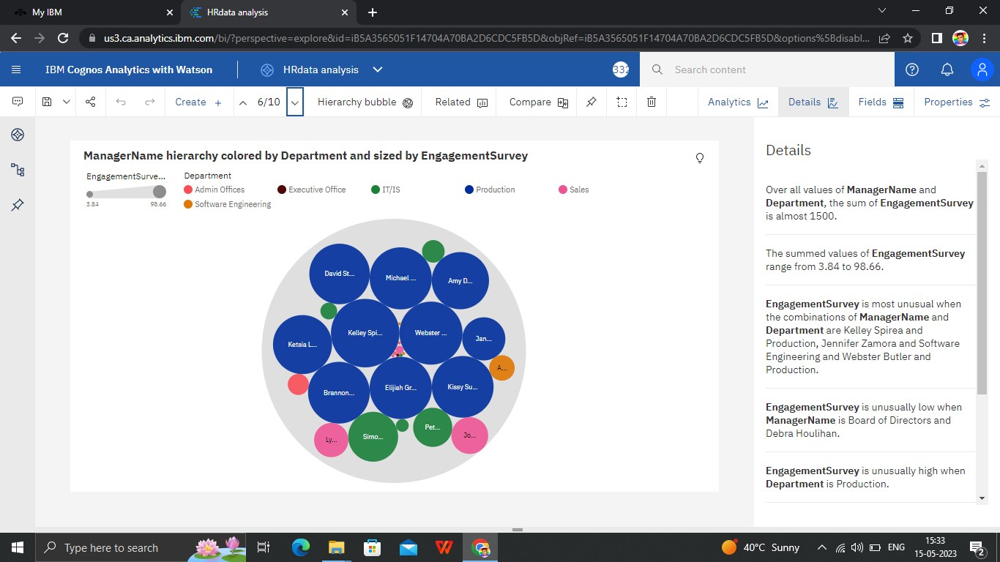 My IBM
HRdata analysis
us3.ca.analytics.ibm.com/bi/?perspective=explore&id=iB5A3565051F14704A70BA2D6CDC5FB5D&objRef=iB5A3565051F14704A70BA2D6CDC5FB5D&options%5Bdisabl...
IBM Cognos Analytics with Watson
HRdata analysis
332
Search content
Create +
6/10
Hierarchy bubble
Related
Compare
Analytics
Details
Fields
Properties
ManagerName hierarchy colored by Department and sized by EngagementSurvey
EngagementSurve...
3.84 98.66
Department
Admin Offices Executive Office IT/IS Production Sales
Software Engineering
David St...
Michael ...
Amy D...
Kelley Spi...
Webster ...
Jan...
Ketsia L...
A...
Brannon...
Elijiah Gr...
Kissy Su...
Simo...
Pet...
Ly...
Jo...
Details
Over all values of ManagerName and
Department, the sum of EngagementSurvey
is almost 1500.
The summed values of EngagementSurvey
range from 3.84 to 98.66.
EngagementSurvey is most unusual when
the combinations of ManagerName and
Department are Kelley Spirea and
Production, Jennifer Zamora and Software
Engineering and Webster Butler and
Production.
EngagementSurvey is unusually low when
ManagerName is Board of Directors and
Debra Houlihan.
EngagementSurvey is unusually high when
Department is Production.
Type here to search
40°C Sunny
ENG
15:33
15-05-2023
2